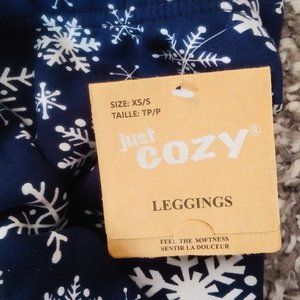 SIZE: XS/S
TAILLE: TP/P
just
cozy®
LEGGINGS
FEEL THE SOFTNESS
SENTIR LA DOUCEUR